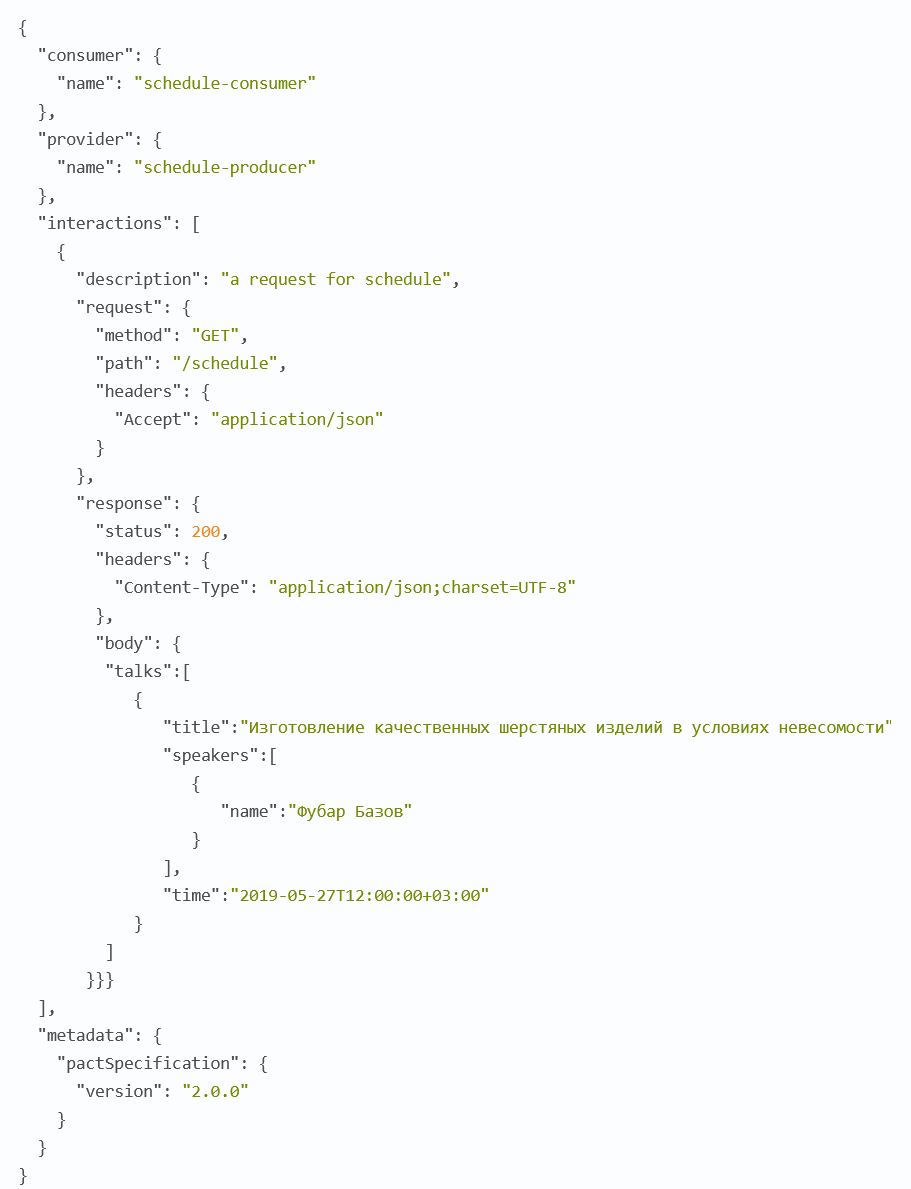 {
  "consumer": {
    "name": "schedule-consumer"
  },
  "provider": {
    "name": "schedule-producer"
  },
  "interactions": [
    {
      "description": "a request for schedule",
      "request": {
        "method": "GET",
        "path": "/schedule",
        "headers": {
          "Accept": "application/json"
        }
      },
      "response": {
        "status": 200,
        "headers": {
          "Content-Type": "application/json;charset=UTF-8"
        },
        "body": {
         "talks":[
            {
               "title":"Изготовление качественных шерстяных изделий в условиях невесомости"
               "speakers":[
                  {
                     "name":"Фубар Базов"
                  }
               ],
               "time":"2019-05-27T12:00:00+03:00"
            }
         ]
       }}}
  ],
  "metadata": {
    "pactSpecification": {
      "version": "2.0.0"
    }
  }
}